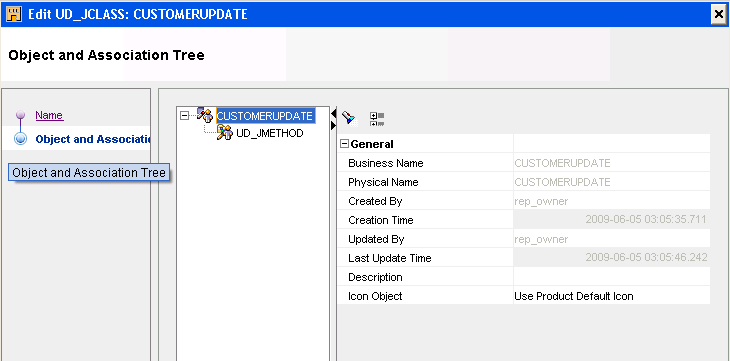 Edit UD_JCLASS: CUSTOMERUPDATE
Object and Association Tree
Name
Object and Associati
Object and Association Tree
CUSTOMERUPDATE
UD_JMETHOD
General
Business Name CUSTOMERUPDATE
Physical Name CUSTOMERUPDATE
Created By rep_owner
Creation Time 2009-06-05 03:05:35.711
Updated By rep_owner
Last Update Time 2009-06-05 03:05:46.242
Description
Icon Object Use Product Default Icon